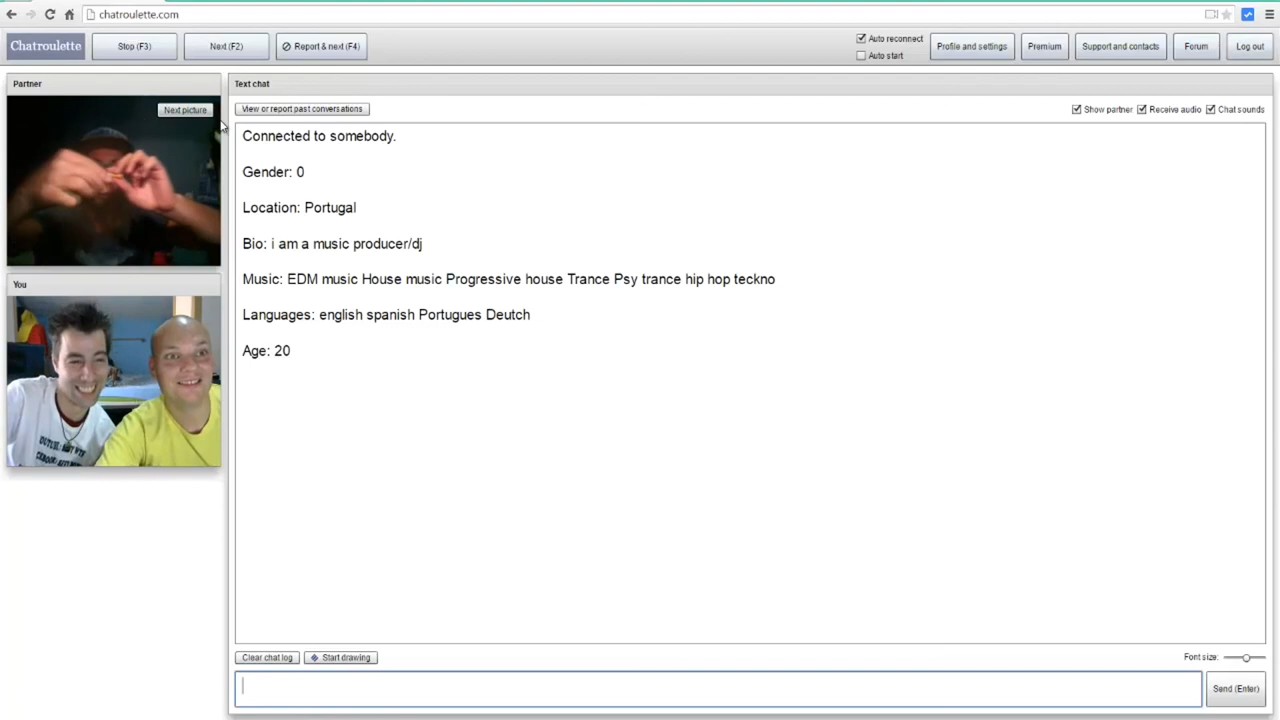 chatroulette.com
Chatroulette
Stop (F3)
Next (F2)
Report & next (F4)
Auto reconnect
Auto start
Profile and settings
Premium
Support and contacts
Forum
Log out
Partner
Next picture
You
Text chat
View or report past conversations
Show partner
Receive audio
Chat sounds
Connected to somebody.
Gender: 0
Location: Portugal
Bio: i am a music producer/dj
Music: EDM music House music Progressive house Trance Psy trance hip hop teckno
Languages: english spanish Portugues Deutch
Age: 20
Clear chat log
Start drawing
Font size:
Send (Enter)